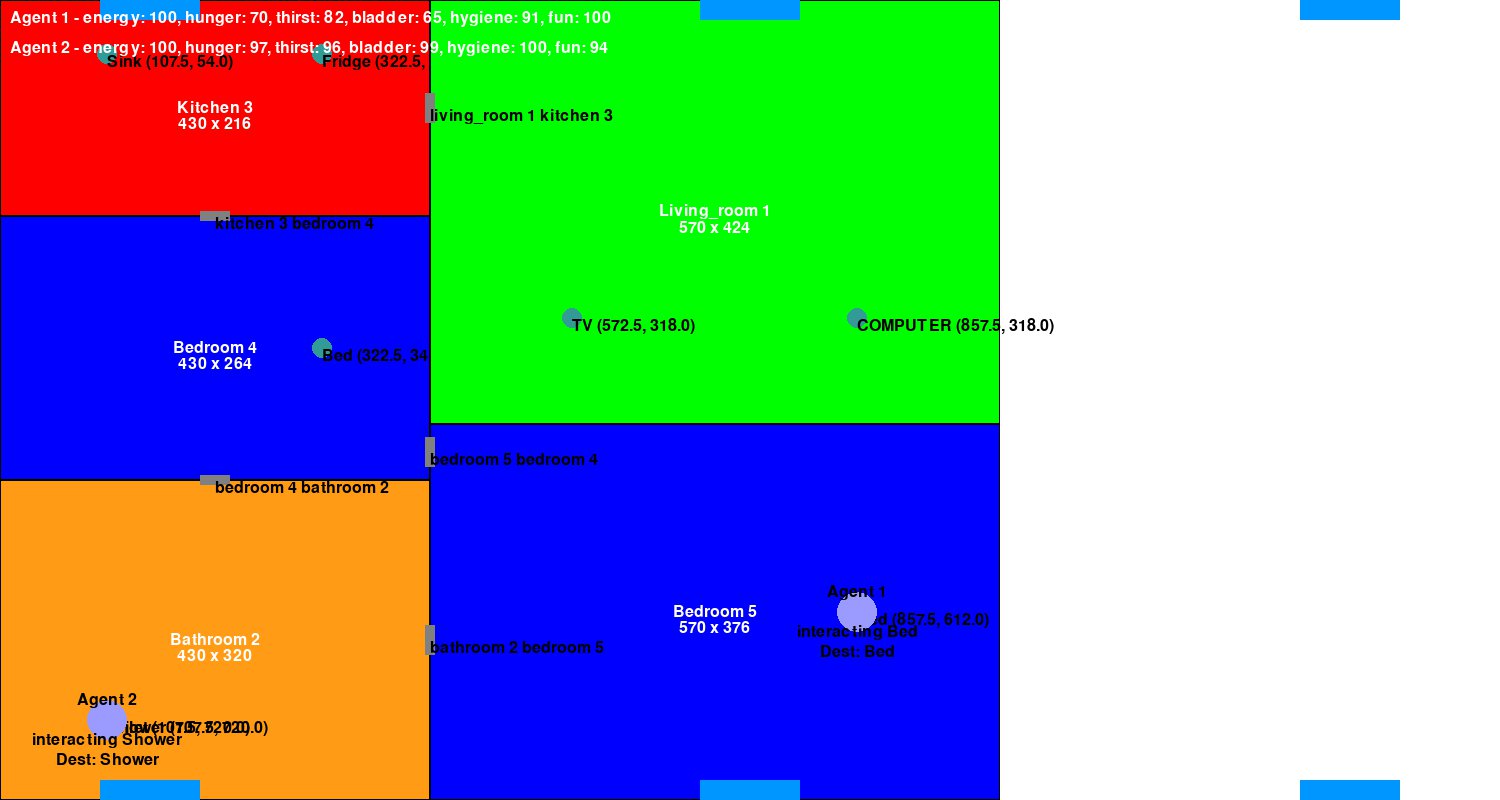 Agent 1 - energy: 100, hunger: 70, thirst: 82, bladder: 65, hygiene: 91, fun: 100
Agent 2 - energy: 100, hunger: 97, thirst: 96, bladder: 99, hygiene: 100, fun: 94
Sink (107.5, 54.0)
Fridge (322.5,
Kitchen 3
430 x 216
living_room 1 kitchen 3
Living_room 1
570 x 424
kitchen 3 bedroom 4
TV (572.5, 318.0)
COMPUTER (857.5, 318.0)
Bedroom 4
430 x 264
Bed (322.5, 34
bedroom 5 bedroom 4
bedroom 4 bathroom 2
Agent 1
d (857.5, 612.0)
interacting Bed
Dest: Bed
Bedroom 5
570 x 376
Bathroom 2
430 x 320
bathroom 2 bedroom 5
Agent 2
interacting Shower
Dest: Shower